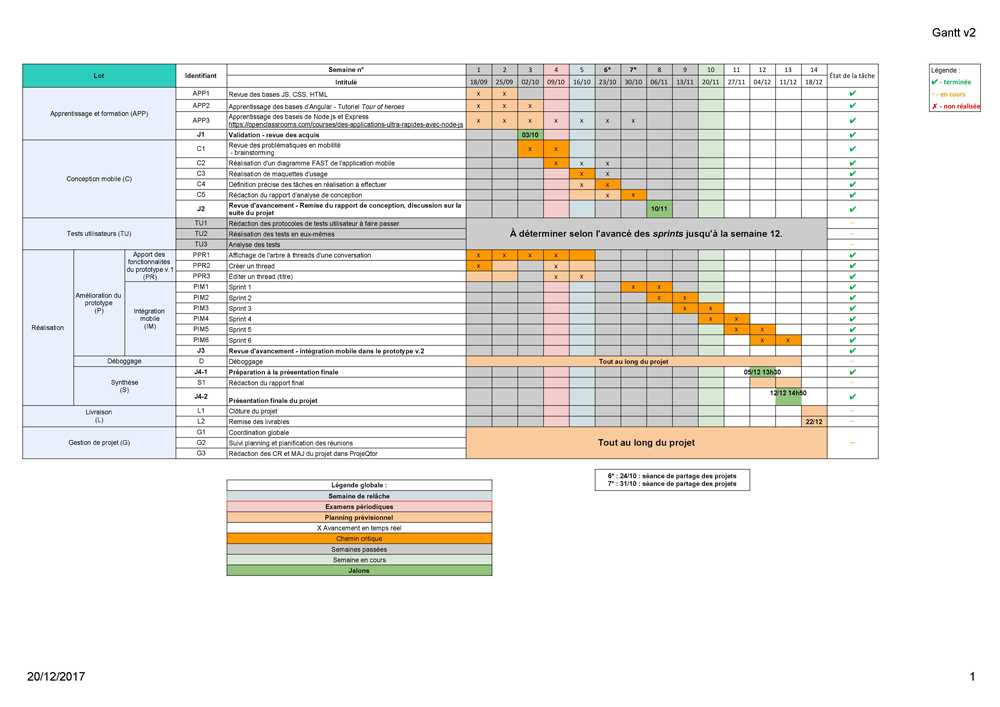 Gantt v2
Lot Identifiant Semaine n° 1 2 3 4 5 6* 7* 8 9 10 11 12 13 14 État de la tâche
Intitulé 18/09 25/09 02/10 09/10 16/10 23/10 30/10 06/11 13/11 20/11 27/11 04/12 11/12 18/12
Légende :
✔ - terminée
– - en cours
✗ - non réalisée
Apprentissage et formation (APP)
APP1 Revue des bases JS, CSS, HTML x x ✔
APP2 Apprentissage des bases d'Angular - Tutoriel Tour of heroes x x x ✔
APP3 Apprentissage des bases de Node.js et Express
https://openclassrooms.com/courses/des-applications-ultra-rapides-avec-node-js x x x x x x x ✔
J1 Validation - revue des acquis 03/10 ✔
Conception mobile (C)
C1 Revue des problématiques en mobilité
- brainstorming x x ✔
C2 Réalisation d'un diagramme FAST de l'application mobile x x x ✔
C3 Réalisation de maquettes d'usage x x ✔
C4 Définition précise des tâches en réalisation à effectuer x x ✔
C5 Rédaction du rapport d'analyse de conception x x ✔
J2 Revue d'avancement - Remise du rapport de conception, discussion sur la
suite du projet 10/11 ✔
Tests utilisateurs (TU)
TU1 Rédaction des protocoles de tests utilisateur à faire passer –
TU2 Réalisation des tests en eux-mêmes –
TU3 Analyse des tests –
À déterminer selon l'avancé des sprints jusqu'à la semaine 12.
Réalisation
Amélioration du
prototype
(P)
Apport des
fonctionnalités
du prototype v.1
(PR)
PPR1 Affichage de l'arbre à threads d'une conversation x x x x ✔
PPR2 Créer un thread x x ✔
PPR3 Éditer un thread (titre) x x ✔
Intégration
mobile
(IM)
PIM1 Sprint 1 x x ✔
PIM2 Sprint 2 x x ✔
PIM3 Sprint 3 x x ✔
PIM4 Sprint 4 x x ✔
PIM5 Sprint 5 x x ✔
PIM6 Sprint 6 x x ✔
J3 Revue d'avancement - intégration mobile dans le prototype v.2 ✔
Déboggage D Déboggage Tout au long du projet –
Synthèse
(S)
J4-1 Préparation à la présentation finale 05/12 13h30 ✔
S1 Rédaction du rapport final –
J4-2 Présentation finale du projet 12/12 14h50 ✔
Livraison
(L)
L1 Clôture du projet –
L2 Remise des livrables 22/12 –
Gestion de projet (G)
G1 Coordination globale
G2 Suivi planning et planification des réunions Tout au long du projet –
G3 Rédaction des CR et MAJ du projet dans ProjeQtor
6* : 24/10 : séance de partage des projets
7* : 31/10 : séance de partage des projets
Légende globale :
Semaine de relâche
Examens périodiques
Planning prévisionnel
X Avancement en temps réel
Chemin critique
Semaines passées
Semaine en cours
Jalons
20/12/2017
1